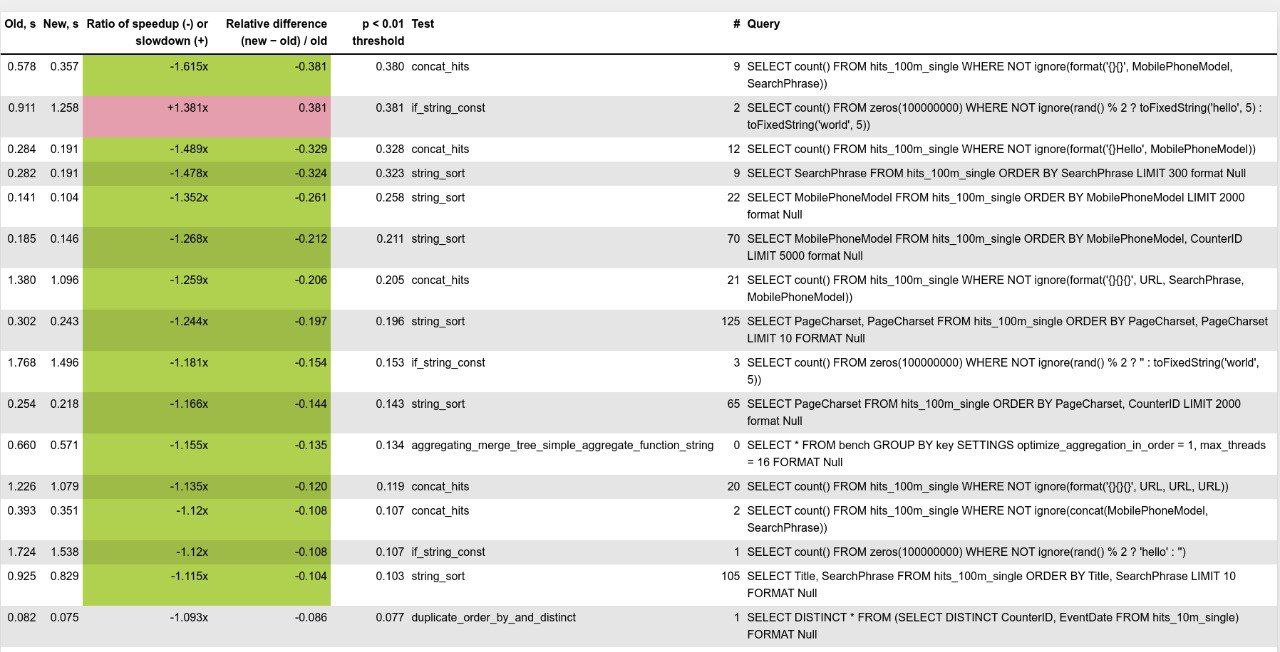 Old, s New, s Ratio of speedup (-) or slowdown (+) Relative difference (new − old) / old p < 0.01 threshold Test # Query
0.578 0.357 -1.615x -0.381 0.380 concat_hits 9 SELECT count() FROM hits_100m_single WHERE NOT ignore(format('{}{}', MobilePhoneModel,
SearchPhrase))
0.911 1.258 +1.381x 0.381 0.381 if_string_const 2 SELECT count() FROM zeros(100000000) WHERE NOT ignore(rand() % 2 ? toFixedString('hello', 5) :
toFixedString('world', 5))
0.284 0.191 -1.489x -0.329 0.328 concat_hits 12 SELECT count() FROM hits_100m_single WHERE NOT ignore(format('{}Hello', MobilePhoneModel))
0.282 0.191 -1.478x -0.324 0.323 string_sort 9 SELECT SearchPhrase FROM hits_100m_single ORDER BY SearchPhrase LIMIT 300 format Null
0.141 0.104 -1.352x -0.261 0.258 string_sort 22 SELECT MobilePhoneModel FROM hits_100m_single ORDER BY MobilePhoneModel LIMIT 2000
format Null
0.185 0.146 -1.268x -0.212 0.211 string_sort 70 SELECT MobilePhoneModel FROM hits_100m_single ORDER BY MobilePhoneModel, CounterID
LIMIT 5000 format Null
1.380 1.096 -1.259x -0.206 0.205 concat_hits 21 SELECT count() FROM hits_100m_single WHERE NOT ignore(format('{}{}{}', URL, SearchPhrase,
MobilePhoneModel))
0.302 0.243 -1.244x -0.197 0.196 string_sort 125 SELECT PageCharset, PageCharset FROM hits_100m_single ORDER BY PageCharset, PageCharset
LIMIT 10 FORMAT Null
1.768 1.496 -1.181x -0.154 0.153 if_string_const 3 SELECT count() FROM zeros(100000000) WHERE NOT ignore(rand() % 2 ? '' : toFixedString('world',
5))
0.254 0.218 -1.166x -0.144 0.143 string_sort 65 SELECT PageCharset FROM hits_100m_single ORDER BY PageCharset, CounterID LIMIT 2000
format Null
0.660 0.571 -1.155x -0.135 0.134 aggregating_merge_tree_simple_aggregate_function_string 0 SELECT * FROM bench GROUP BY key SETTINGS optimize_aggregation_in_order = 1, max_threads
= 16 FORMAT Null
1.226 1.079 -1.135x -0.120 0.119 concat_hits 20 SELECT count() FROM hits_100m_single WHERE NOT ignore(format('{}{}{}', URL, URL, URL))
0.393 0.351 -1.12x -0.108 0.107 concat_hits 2 SELECT count() FROM hits_100m_single WHERE NOT ignore(concat(MobilePhoneModel,
SearchPhrase))
1.724 1.538 -1.12x -0.108 0.107 if_string_const 1 SELECT count() FROM zeros(100000000) WHERE NOT ignore(rand() % 2 ? 'hello' : '')
0.925 0.829 -1.115x -0.104 0.103 string_sort 105 SELECT Title, SearchPhrase FROM hits_100m_single ORDER BY Title, SearchPhrase LIMIT 10
FORMAT Null
0.082 0.075 -1.093x -0.086 0.077 duplicate_order_by_and_distinct 1 SELECT DISTINCT * FROM (SELECT DISTINCT CounterID, EventDate FROM hits_10m_single)
FORMAT Null